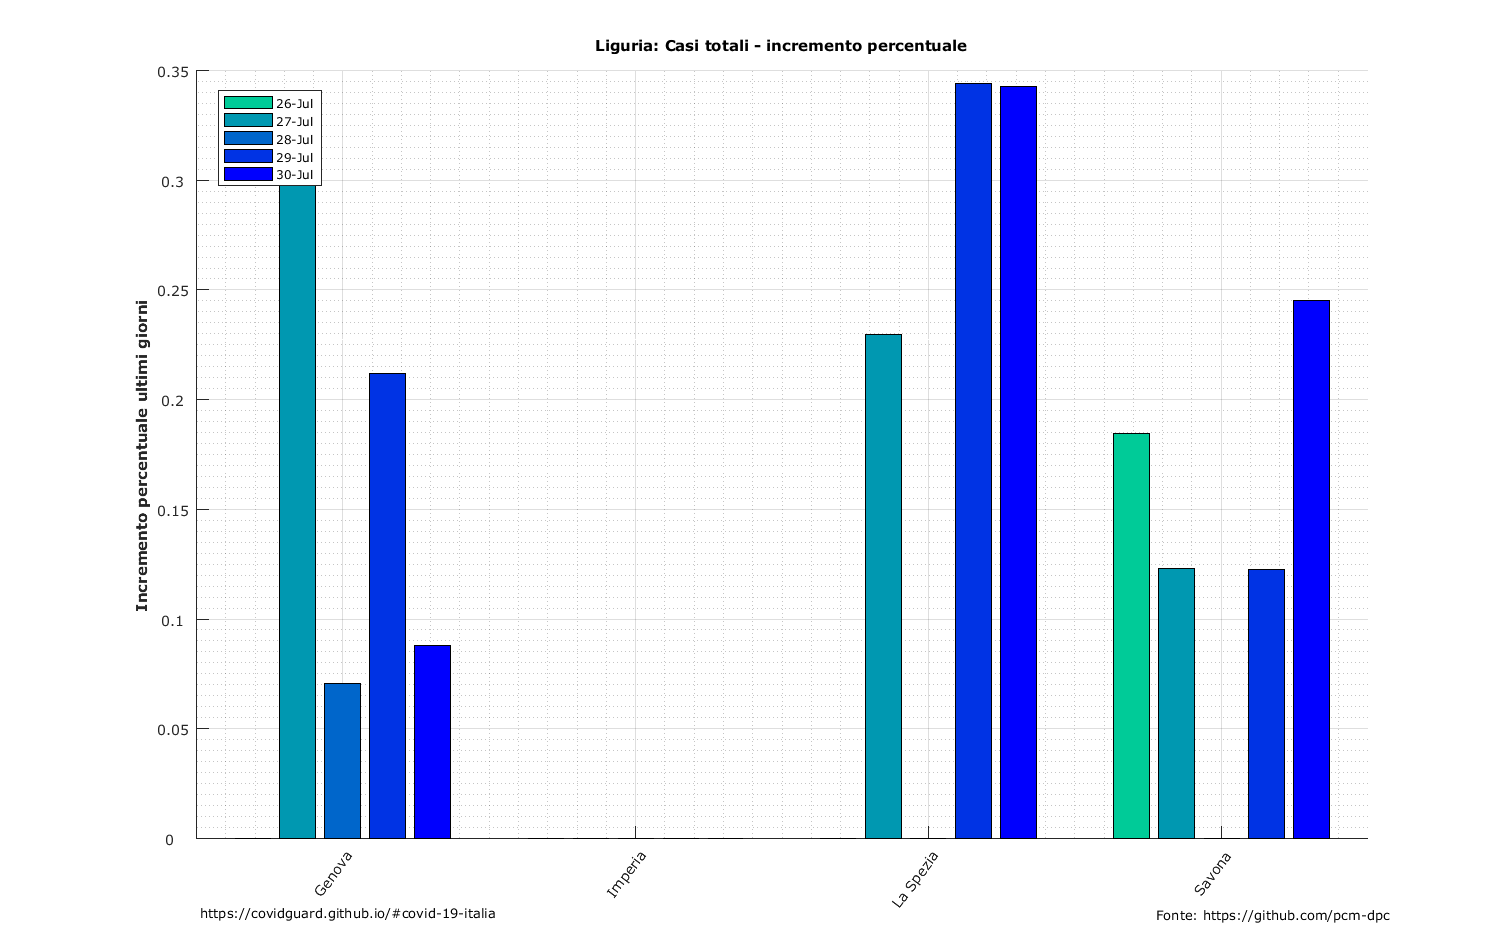 Liguria: Casi totali - incremento percentuale
0.35
0.3
0.25
0.2
0.15
0.1
0.05
0
Incremento percentuale ultimi giorni
26-Jul
27-Jul
28-Jul
29-Jul
30-Jul
Genova
Imperia
La Spezia
Savona
https://covidguard.github.io/#covid-19-italia
Fonte: https://github.com/pcm-dpc